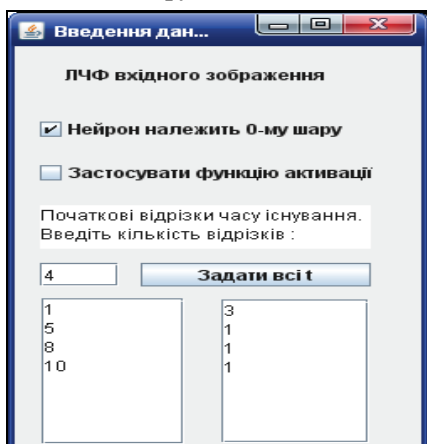 Введення дан...
ЛЧФ вхідного зображення
Нейрон належить 0-му шару
Застосувати функцію активації
Початкові відрізки часу існування.
Введіть кількість відрізків :
4 Задати всі t
1 3
5 1
8 1
10 1